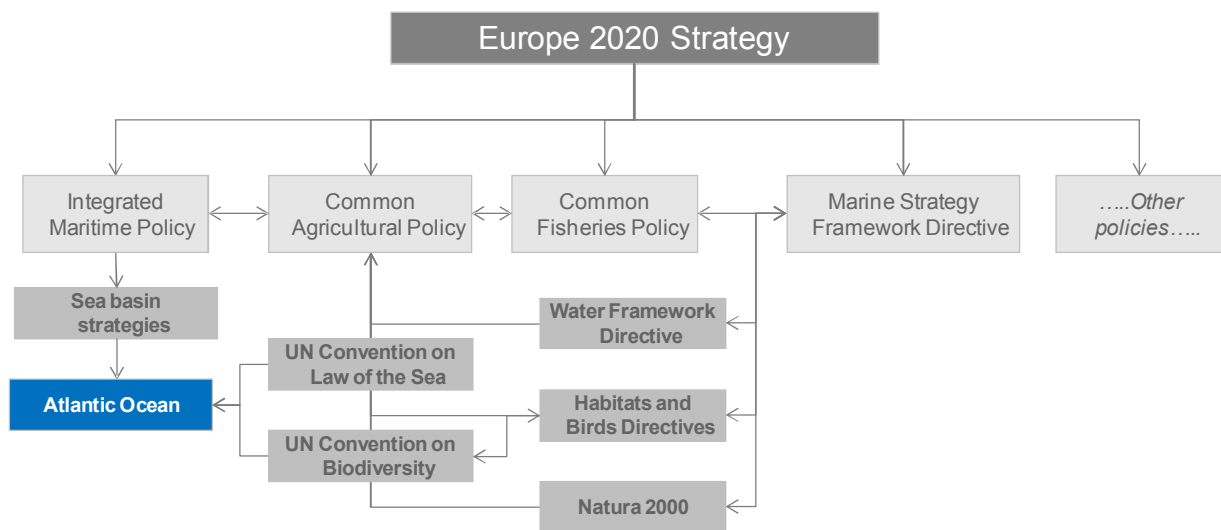 Europe 2020 Strategy
Integrated
Maritime Policy
Common
Agricultural Policy
Common
Fisheries Policy
Marine Strategy
Framework Directive
…..Other
policies…..
Sea basin
strategies
Atlantic Ocean
UN Convention on
Law of the Sea
UN Convention on
Biodiversity
Water Framework
Directive
Habitats and
Birds Directives
Natura 2000